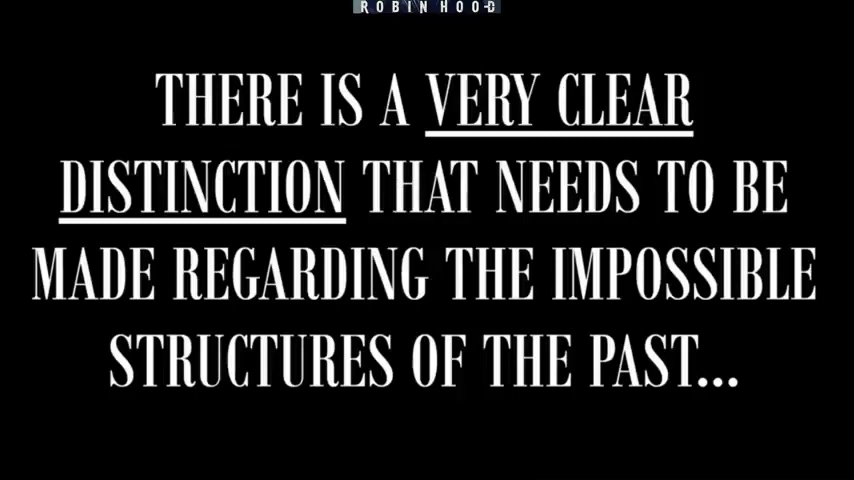 ROBIN HOOD
THERE IS A VERY CLEAR
DISTINCTION THAT NEEDS TO BE
MADE REGARDING THE IMPOSSIBLE
STRUCTURES OF THE PAST...